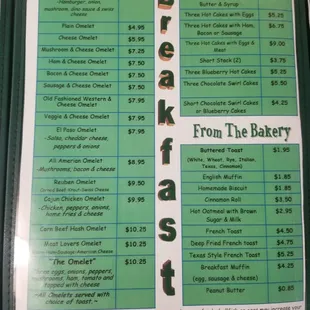 -Hamburger, onion,
mushroom, dino sauce & swiss
cheese
Plain Omelet $4.95
Cheese Omelet $5.95
Mushroom & Cheese Omelet $7.25
Ham & Cheese Omelet $7.50
Bacon & Cheese Omelet $7.50
Sausage & Cheese Omelet $7.50
Old Fashioned Western &
Cheese Omelet $7.95
Veggie & Cheese Omelet $7.95
El Paso Omelet $7.95
-Salsa, cheddar cheese,
peppers & onions
All American Omelet $8.95
-Mushrooms, bacon & cheese
Reuben Omelet $9.50
Corned Beef, Kraut, Swiss Cheese
Cajun Chicken Omelet $9.95
-Chicken, peppers, onions,
home fries & cheese
Corn Beef Hash Omelet $10.25
Meat Lovers Omelet $10.25
"The Omelet" $10.25
Three eggs, onions, peppers,
mushrooms, ham, tomato and
topped with cheese
~All Omelets served with
choice of toast.~
Breakfast
Butter & Syrup
Three Hot Cakes with Eggs $5.25
Three Hot Cakes with Ham, $6.75
Bacon or Sausage
Three Hot Cakes with Eggs & $9.00
Meat
Short Stack (2) $3.75
Three Blueberry Hot Cakes $5.25
Three Chocolate Swirl Cakes $5.50
Short Chocolate Swirl Cakes $4.25
or Blueberry
From The Bakery
Buttered Toast $1.95
(White, Wheat, Rye, Italian,
Texas, Cinnamon)
English Muffin $1.85
Homemade Biscuit $1.85
Cinnamon Roll $3.50
Hot Oatmeal with Brown $2.95
Sugar & Milk
French Toast $4.50
Deep Fried French toast $4.75
Texas Style French Toast $5.25
Breakfast Muffin $4.25
(egg, sausage & cheese)
Peanut Butter $0.85
may increase your